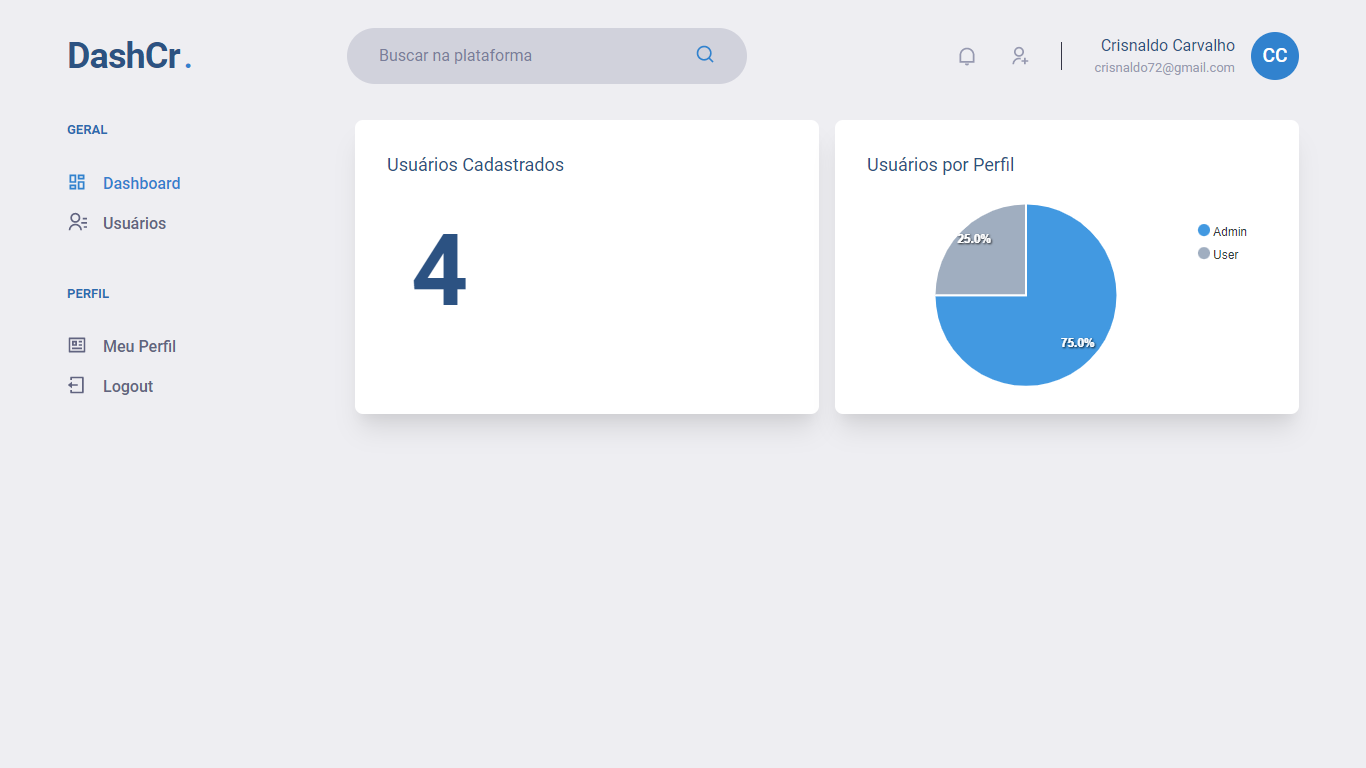 DashCr.
Buscar na plataforma
Crisnaldo Carvalho
crisnaldo72@gmail.com
CC
GERAL
Dashboard
Usuários
PERFIL
Meu Perfil
Logout
Usuários Cadastrados
4
Usuários por Perfil
25.0%
75.0%
Admin
User